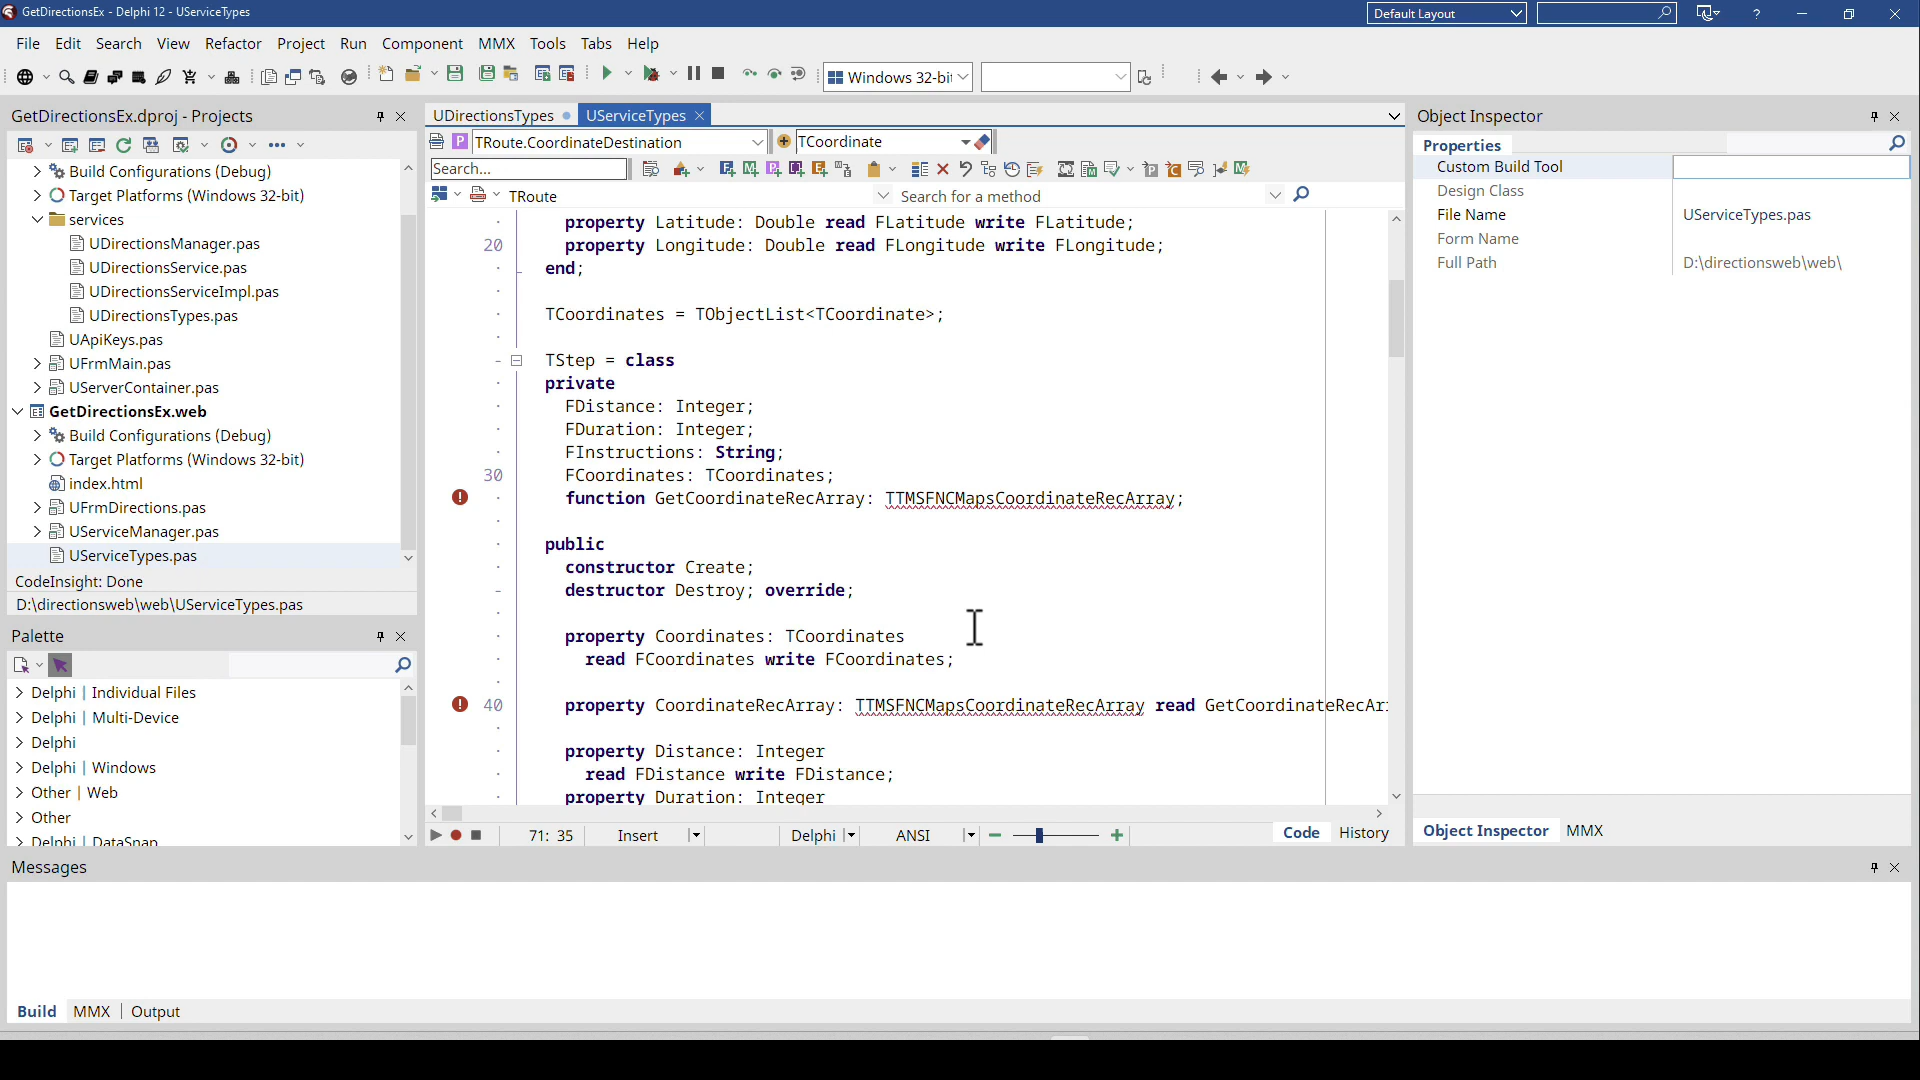 GetDirectionsEx - Delphi 12 - UServiceTypes
Default Layout
File Edit Search View Refactor Project Run Component MMX Tools Tabs Help
Windows 32-bit
GetDirectionsEx.dproj - Projects
Build Configurations (Debug)
Target Platforms (Windows 32-bit)
services
UDirectionsManager.pas
UDirectionsService.pas
UDirectionsServiceImpl.pas
UDirectionsTypes.pas
UApiKeys.pas
UFrmMain.pas
UServerContainer.pas
GetDirectionsEx.web
Build Configurations (Debug)
Target Platforms (Windows 32-bit)
index.html
UFrmDirections.pas
UServiceManager.pas
UServiceTypes.pas
CodeInsight: Done
D:\directionsweb\web\UServiceTypes.pas
Palette
Delphi | Individual Files
Delphi | Multi-Device
Delphi
Delphi | Windows
Other | Web
Other
Delphi | DataSnap
UDirectionsTypes
UServiceTypes
TRoute.CoordinateDestination
TCoordinate
Search...
TRoute
Search for a method
property Latitude: Double read FLatitude write FLatitude;
20 property Longitude: Double read FLongitude write FLongitude;
end;
TCoordinates = TObjectList<TCoordinate>;
TStep = class
private
FDistance: Integer;
FDuration: Integer;
FInstructions: String;
30 FCoordinates: TCoordinates;
function GetCoordinateRecArray: TTMSFNCMapsCoordinateRecArray;
public
constructor Create;
destructor Destroy; override;
property Coordinates: TCoordinates
read FCoordinates write FCoordinates;
40 property CoordinateRecArray: TTMSFNCMapsCoordinateRecArray read GetCoordinateRecAr
property Distance: Integer
read FDistance write FDistance;
property Duration: Integer
71: 35 Insert Delphi ANSI
Code History
Object Inspector
Properties
Custom Build Tool
Design Class
File Name UServiceTypes.pas
Form Name
Full Path D:\directionsweb\web\
Object Inspector MMX
Messages
Build MMX Output